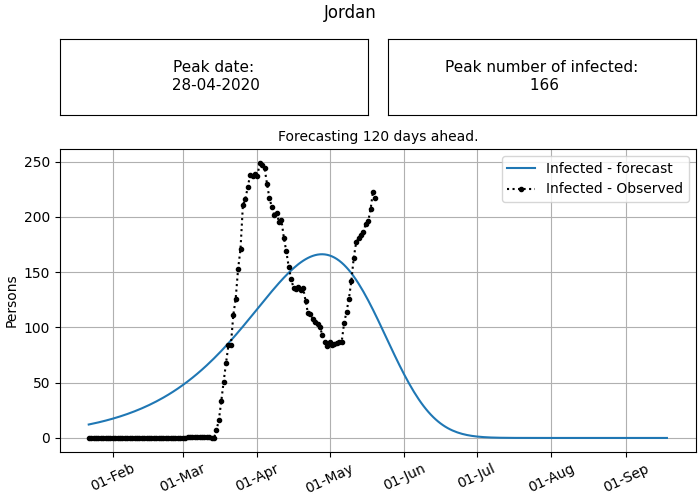 Jordan
Peak date:
28-04-2020
Peak number of infected:
166
Forecasting 120 days ahead.
Infected - forecast
Infected - Observed
Persons
250
200
150
100
50
0
01-Feb
01-Mar
01-Apr
01-May
01-Jun
01-Jul
01-Aug
01-Sep